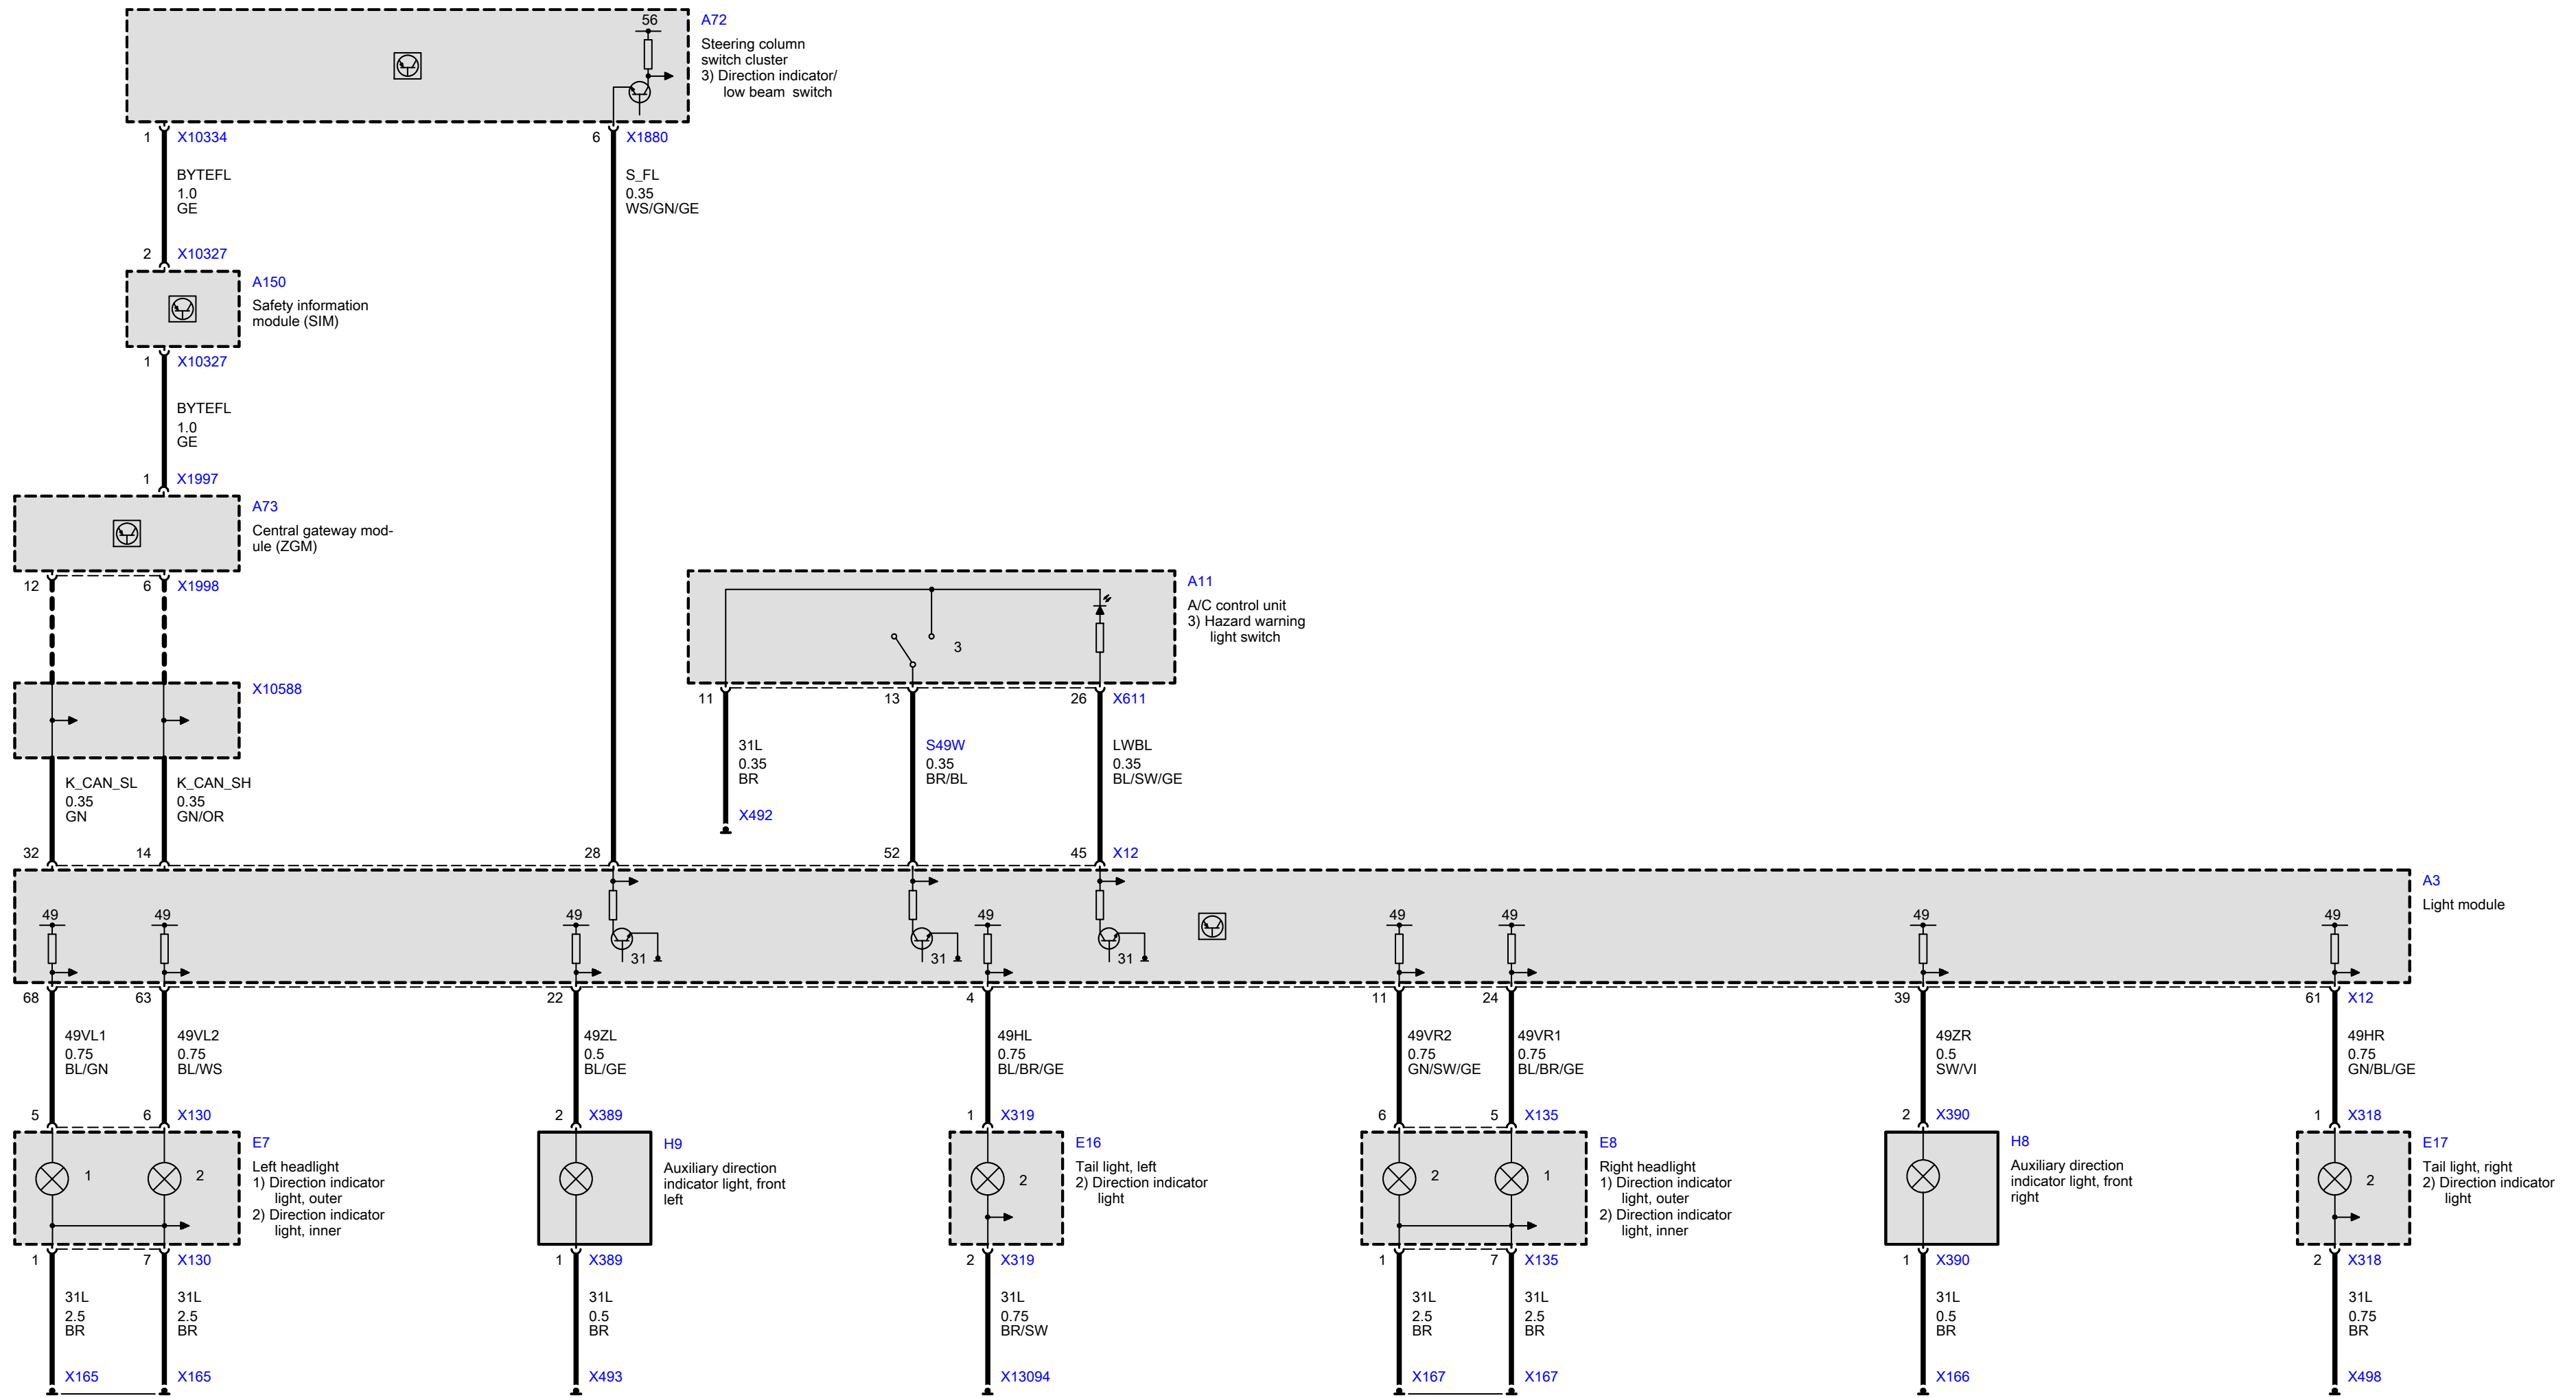 56
A72
Steering column
switch cluster
3) Direction indicator/
low beam switch
1 X10334
6 X1880
BYTEFL
1.0
GE
S_FL
0.35
WS/GN/GE
2 X10327
A150
Safety information
module (SIM)
1 X10327
BYTEFL
1.0
GE
1 X1997
A73
Central gateway mod-
ule (ZGM)
12 6 X1998
A11
A/C control unit
3) Hazard warning
light switch
3
X10588
11 13 26 X611
31L
0.35
BR
S49W
0.35
BR/BL
LWBL
0.35
BL/SW/GE
K_CAN_SL
0.35
GN
K_CAN_SH
0.35
GN/OR
X492
32 14 28 52 45 X12
A3
Light module
49 49 49 49 49 49 49 49
31 31 31
68 63 22 4 11 24 39 61 X12
49VL1
0.75
BL/GN
49VL2
0.75
BL/WS
49ZL
0.5
BL/GE
49HL
0.75
BL/BR/GE
49VR2
0.75
GN/SW/GE
49VR1
0.75
BL/BR/GE
49ZR
0.5
SW/VI
49HR
0.75
GN/BL/GE
5 6 X130
2 X389
1 X319
6 5 X135
2 X390
1 X318
1 2
E7
Left headlight
1) Direction indicator
light, outer
2) Direction indicator
light, inner
H9
Auxiliary direction
indicator light, front
left
2
E16
Tail light, left
2) Direction indicator
light
2 1
E8
Right headlight
1) Direction indicator
light, outer
2) Direction indicator
light, inner
H8
Auxiliary direction
indicator light, front
right
2
E17
Tail light, right
2) Direction indicator
light
1 7 X130
1 X389
2 X319
1 7 X135
1 X390
2 X318
31L
2.5
BR
31L
2.5
BR
31L
0.5
BR
31L
0.75
BR/SW
31L
2.5
BR
31L
2.5
BR
31L
0.5
BR
31L
0.75
BR
X165 X165 X493 X13094 X167 X167 X166 X498